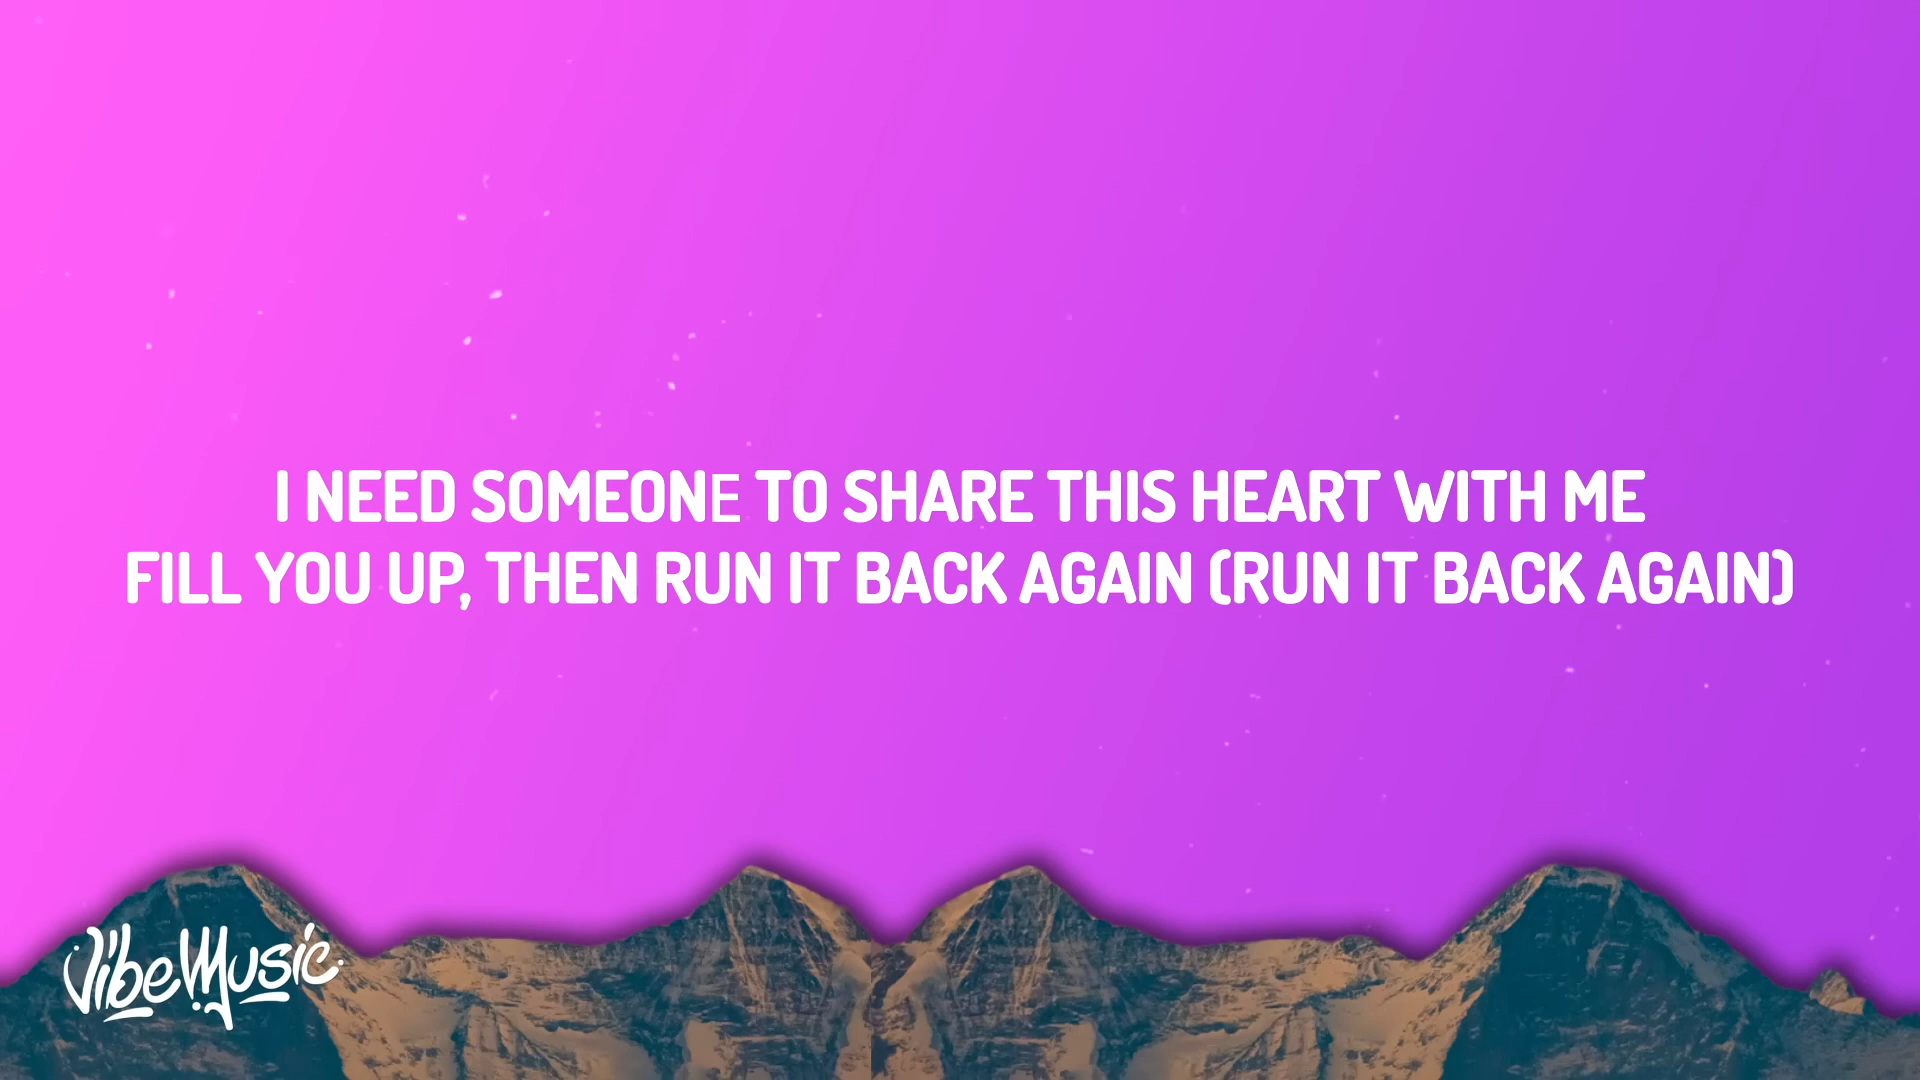 I NEED SOMEONE TO SHARE THIS HEART WITH ME
FILL YOU UP, THEN RUN IT BACK AGAIN (RUN IT BACK AGAIN)
VibeMusic